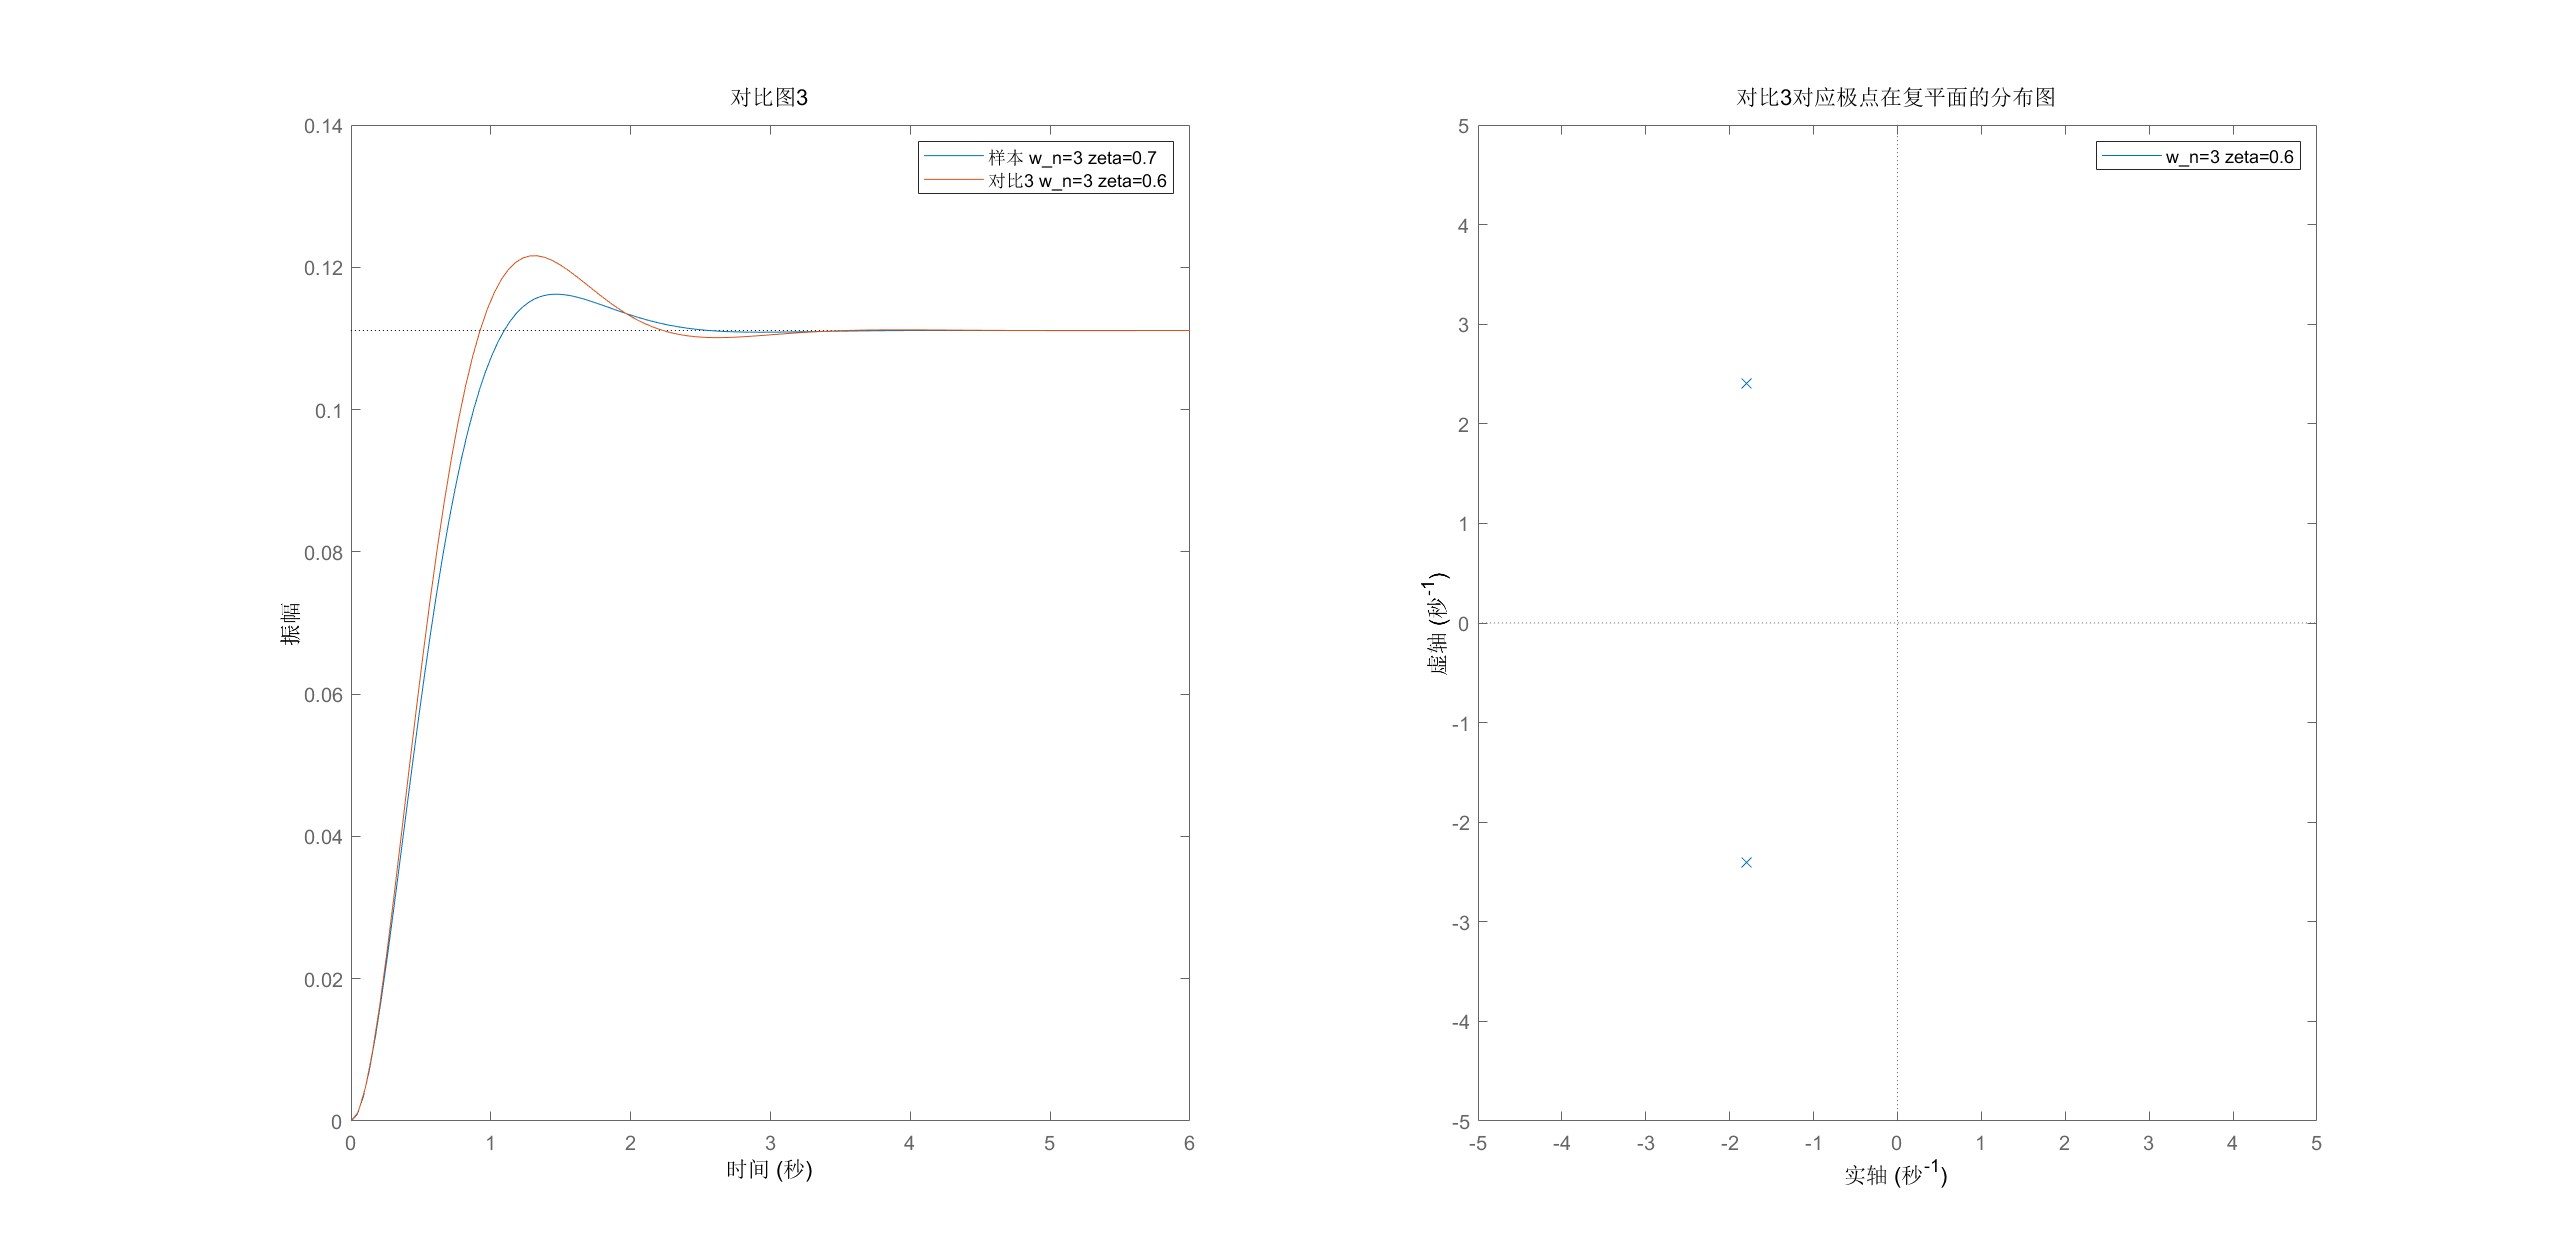 对比图3
0.14
0.12
0.1
0.08
0.06
0.04
0.02
0
振幅
样本 w_n=3 zeta=0.7
对比3 w_n=3 zeta=0.6
0 1 2 3 4 5 6
时间 (秒)
对比3对应极点在复平面的分布图
5
4
3
2
1
0
-1
-2
-3
-4
-5
虚轴 (秒-1)
w_n=3 zeta=0.6
-5 -4 -3 -2 -1 0 1 2 3 4 5
实轴 (秒-1)